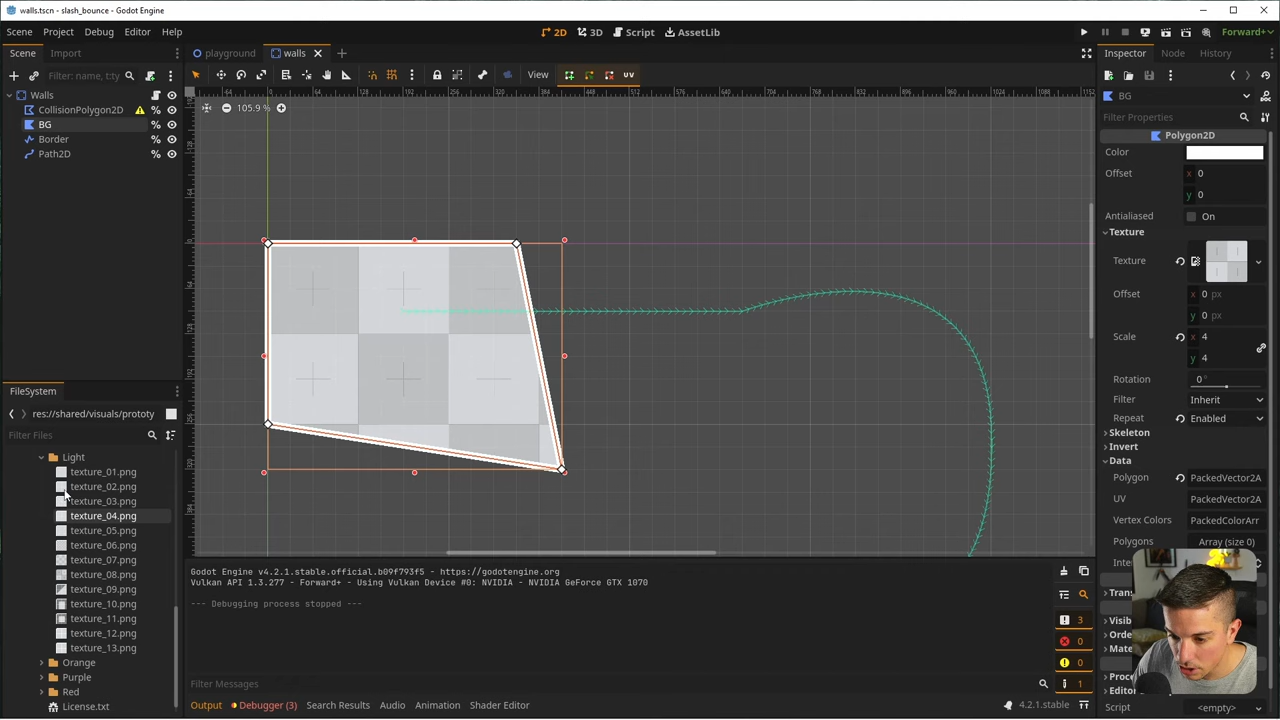 walls.tscn - slash_bounce - Godot Engine
Scene Project Debug Editor Help
2D 3D Script AssetLib
Forward+
Scene Import
playground walls
Inspector Node History
Filter: name, t:ty
View
UV
105.9 %
Walls
CollisionPolygon2D
BG
Border
Path2D
BG
Filter Properties
Polygon2D
Color
Offset x 0
y 0
Antialiased On
Texture
Texture
Offset x 0 px
y 0 px
Scale x 4
y 4
Rotation 0°
Filter Inherit
Repeat Enabled
Skeleton
Invert
Data
Polygon PackedVector2A
UV PackedVector2A
Vertex Colors PackedColorArr
Polygons Array (size 0)
FileSystem
res://shared/visuals/prototy
Filter Files
Light
texture_01.png
texture_02.png
texture_03.png
texture_04.png
texture_05.png
texture_06.png
texture_07.png
texture_08.png
texture_09.png
texture_10.png
texture_11.png
texture_12.png
texture_13.png
Orange
Purple
Red
License.txt
Godot Engine v4.2.1.stable.official.b09f793f5 - https://godotengine.org
Vulkan API 1.3.277 - Forward+ - Using Vulkan Device #0: NVIDIA - NVIDIA GeForce GTX 1070
--- Debugging process stopped ---
3
0
0
1
Filter Messages
Output Debugger (3) Search Results Audio Animation Shader Editor
4.2.1.stable
Script <empty>